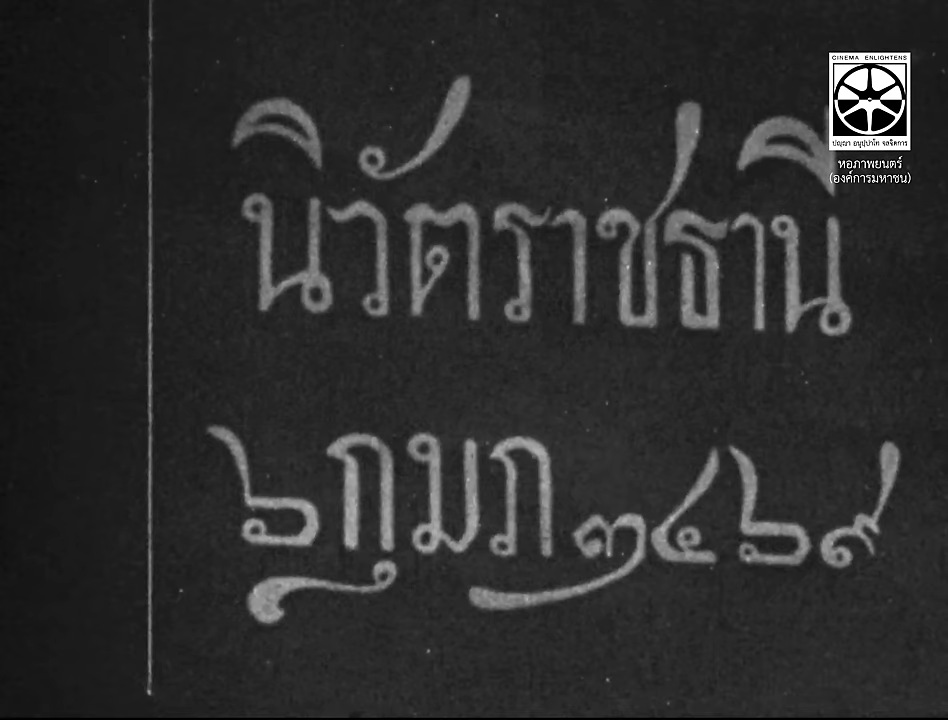 นิวัตราชธานี
๖ กุมภ ๒๔๖๙
CINEMA ENLIGHTENS
หอภาพยนตร์
(องค์การมหาชน)